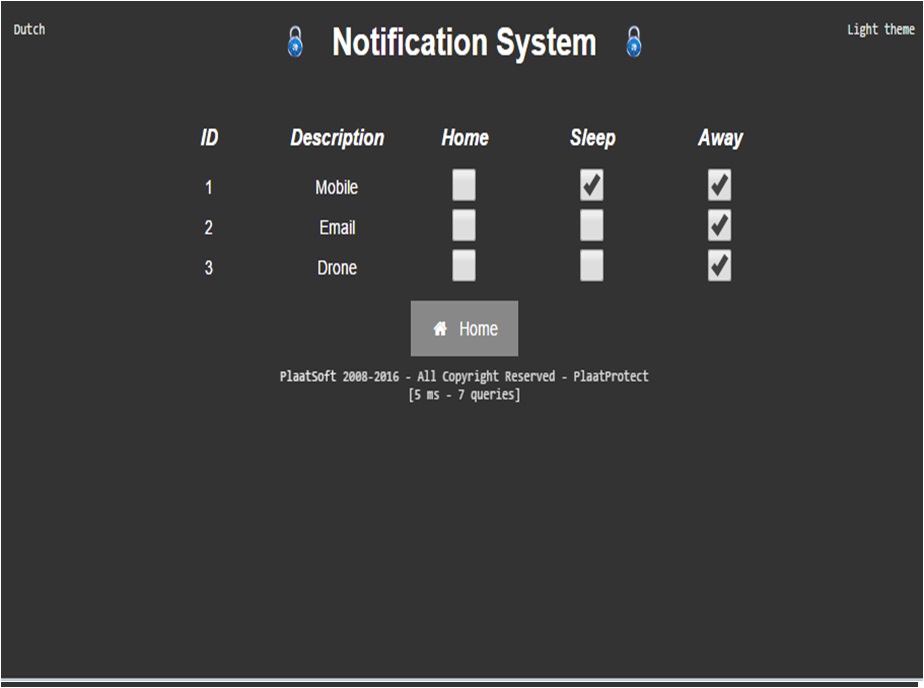 Dutch
Notification System
Light theme
ID Description Home Sleep Away
1 Mobile
2 Email
3 Drone
Home
PlaatSoft 2008-2016 - All Copyright Reserved - PlaatProtect
[5 ms - 7 queries]